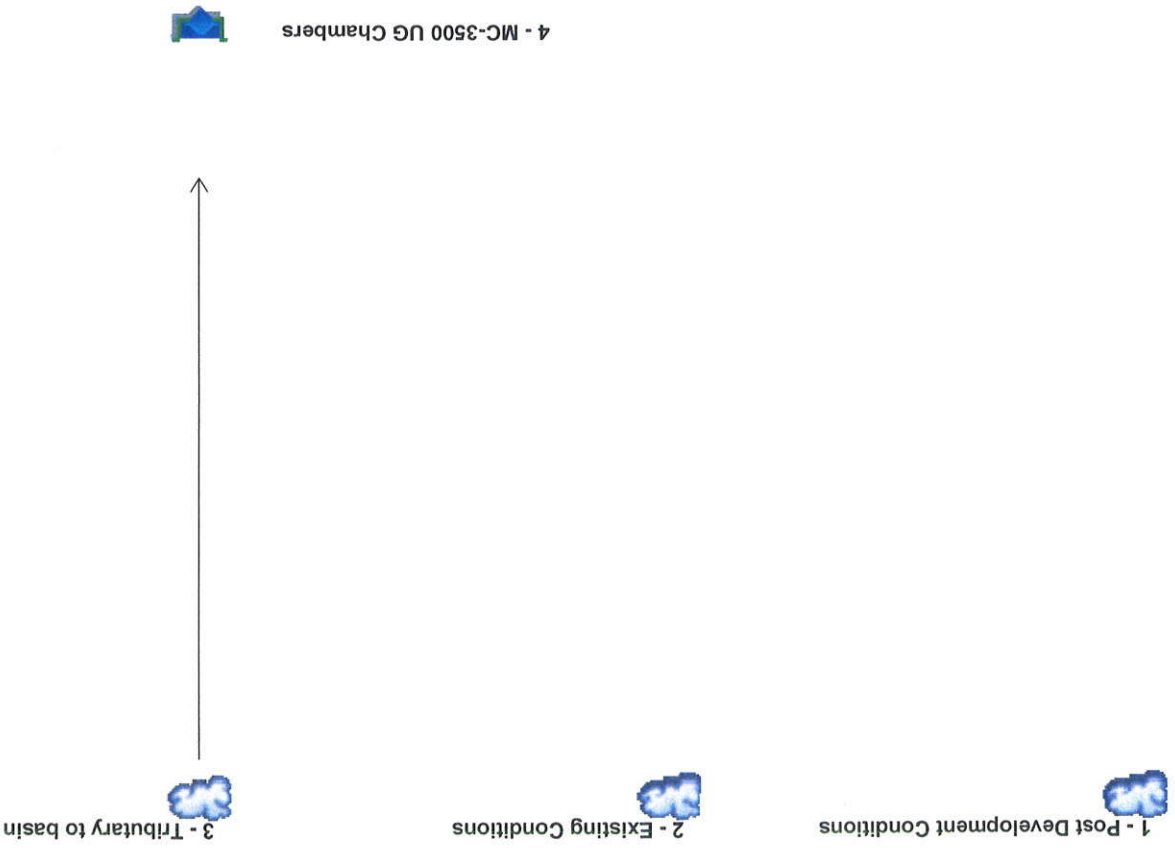 1 - Post Development Conditions
2 - Existing Conditions
3 - Tributary to basin
4 - MC-3500 UG Chambers